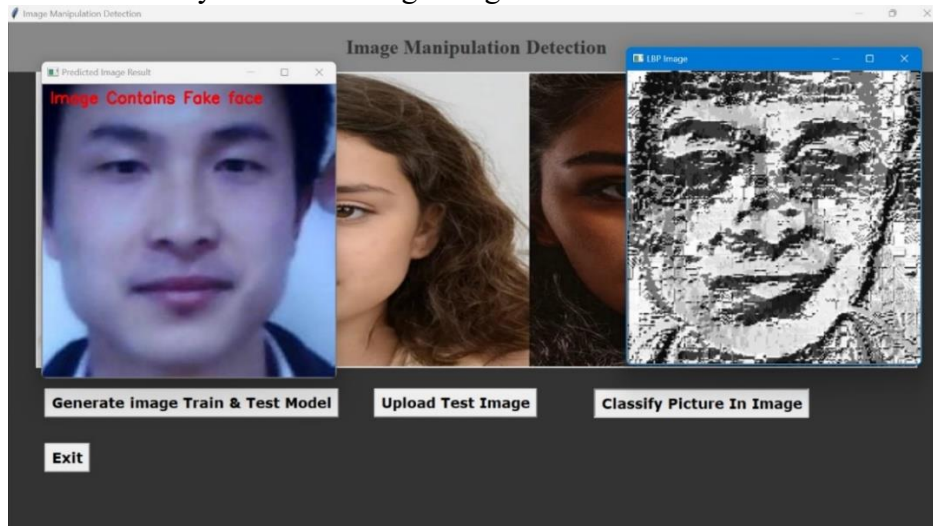 Image Manipulation Detection
Image Manipulation Detection
Predicted Image Result
LBP Image
Image Contains Fake face
Generate image Train & Test Model
Upload Test Image
Classify Picture In Image
Exit